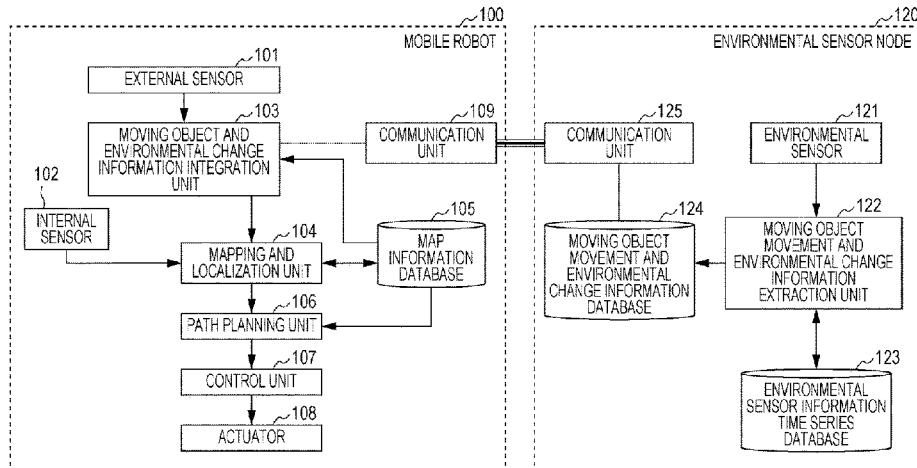 100
MOBILE ROBOT
101
EXTERNAL SENSOR
103
MOVING OBJECT AND
ENVIRONMENTAL CHANGE
INFORMATION INTEGRATION
UNIT
109
COMMUNICATION
UNIT
102
INTERNAL
SENSOR
104
MAPPING AND
LOCALIZATION UNIT
105
MAP
INFORMATION
DATABASE
106
PATH PLANNING UNIT
107
CONTROL UNIT
108
ACTUATOR
120
ENVIRONMENTAL SENSOR NODE
125
COMMUNICATION
UNIT
121
ENVIRONMENTAL
SENSOR
124
MOVING OBJECT
MOVEMENT AND
ENVIRONMENTAL
CHANGE INFORMATION
DATABASE
122
MOVING OBJECT
MOVEMENT AND
ENVIRONMENTAL CHANGE
INFORMATION
EXTRACTION UNIT
123
ENVIRONMENTAL
SENSOR INFORMATION
TIME SERIES
DATABASE